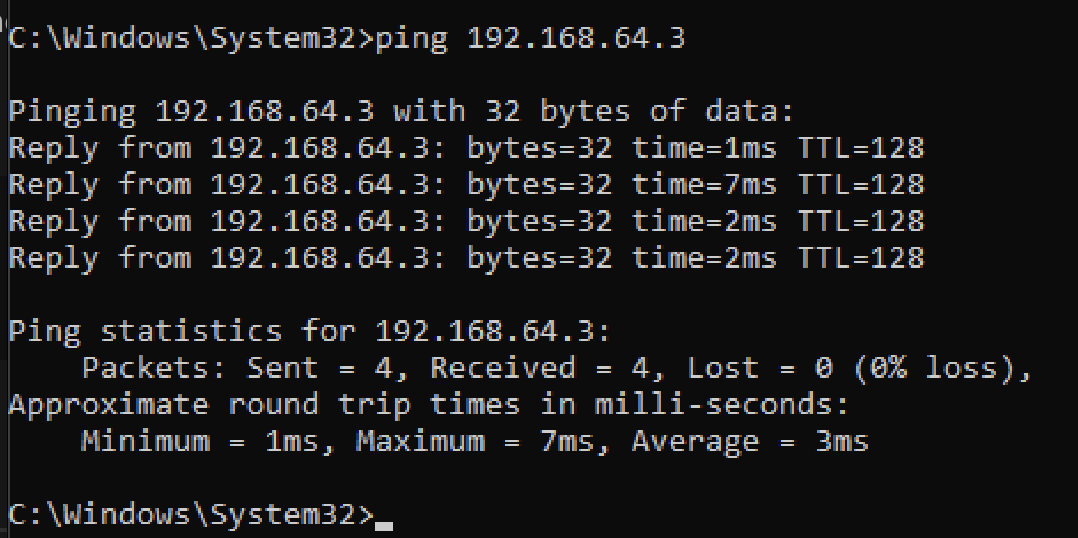 C:\Windows\System32>ping 192.168.64.3
Pinging 192.168.64.3 with 32 bytes of data:
Reply from 192.168.64.3: bytes=32 time=1ms TTL=128
Reply from 192.168.64.3: bytes=32 time=7ms TTL=128
Reply from 192.168.64.3: bytes=32 time=2ms TTL=128
Reply from 192.168.64.3: bytes=32 time=2ms TTL=128
Ping statistics for 192.168.64.3:
    Packets: Sent = 4, Received = 4, Lost = 0 (0% loss),
Approximate round trip times in milli-seconds:
    Minimum = 1ms, Maximum = 7ms, Average = 3ms
C:\Windows\System32>